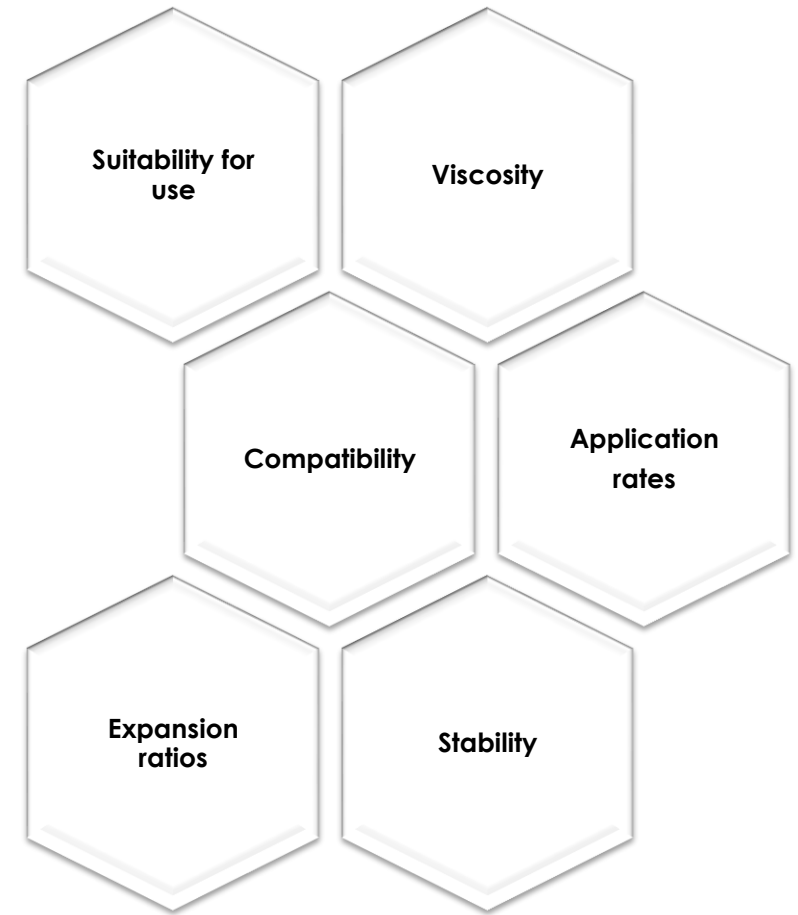 Suitability for
use
Viscosity
Compatibility
Application
rates
Expansion
ratios
Stability